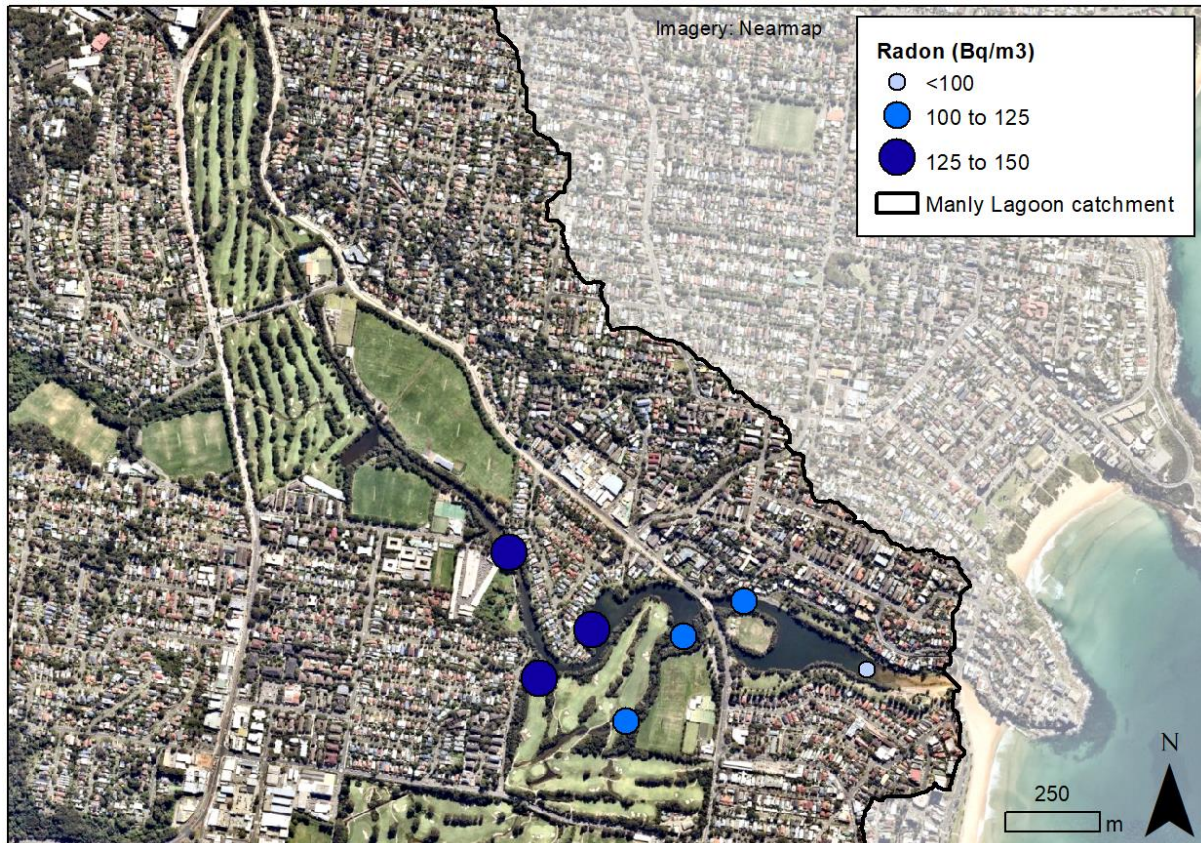 Imagery: Nearmap
Radon (Bq/m3)
<100
100 to 125
125 to 150
Manly Lagoon catchment
N
250
m